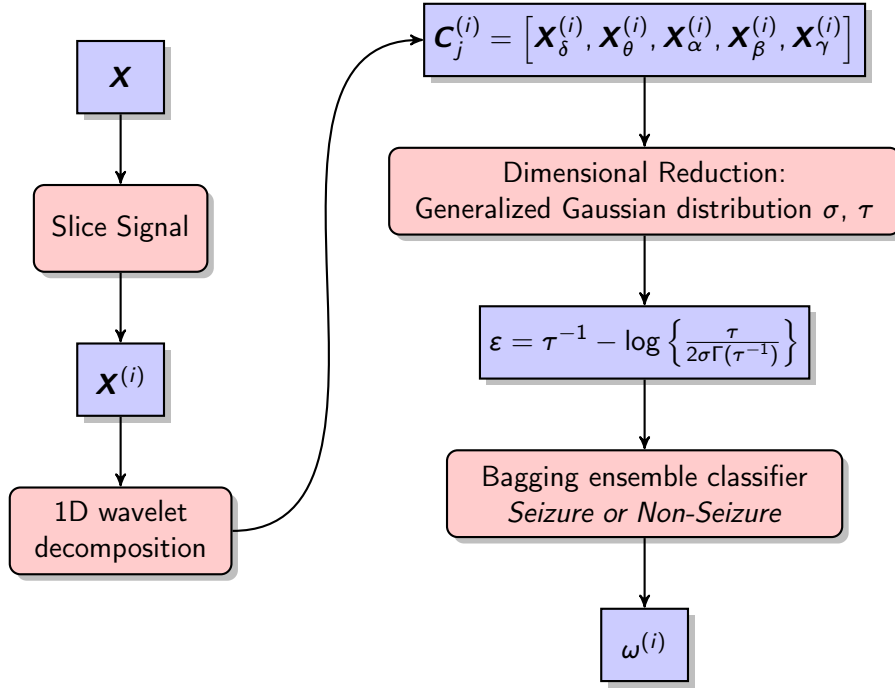 𝑿
Slice Signal
𝑿⁽ⁱ⁾
1D wavelet
decomposition
𝑪ⱼ⁽ⁱ⁾ = [𝑿_δ⁽ⁱ⁾, 𝑿_θ⁽ⁱ⁾, 𝑿_α⁽ⁱ⁾, 𝑿_β⁽ⁱ⁾, 𝑿_γ⁽ⁱ⁾]
Dimensional Reduction:
Generalized Gaussian distribution σ, τ
ε = τ⁻¹ − log { τ / 2σΓ(τ⁻¹) }
Bagging ensemble classifier
Seizure or Non-Seizure
ω⁽ⁱ⁾